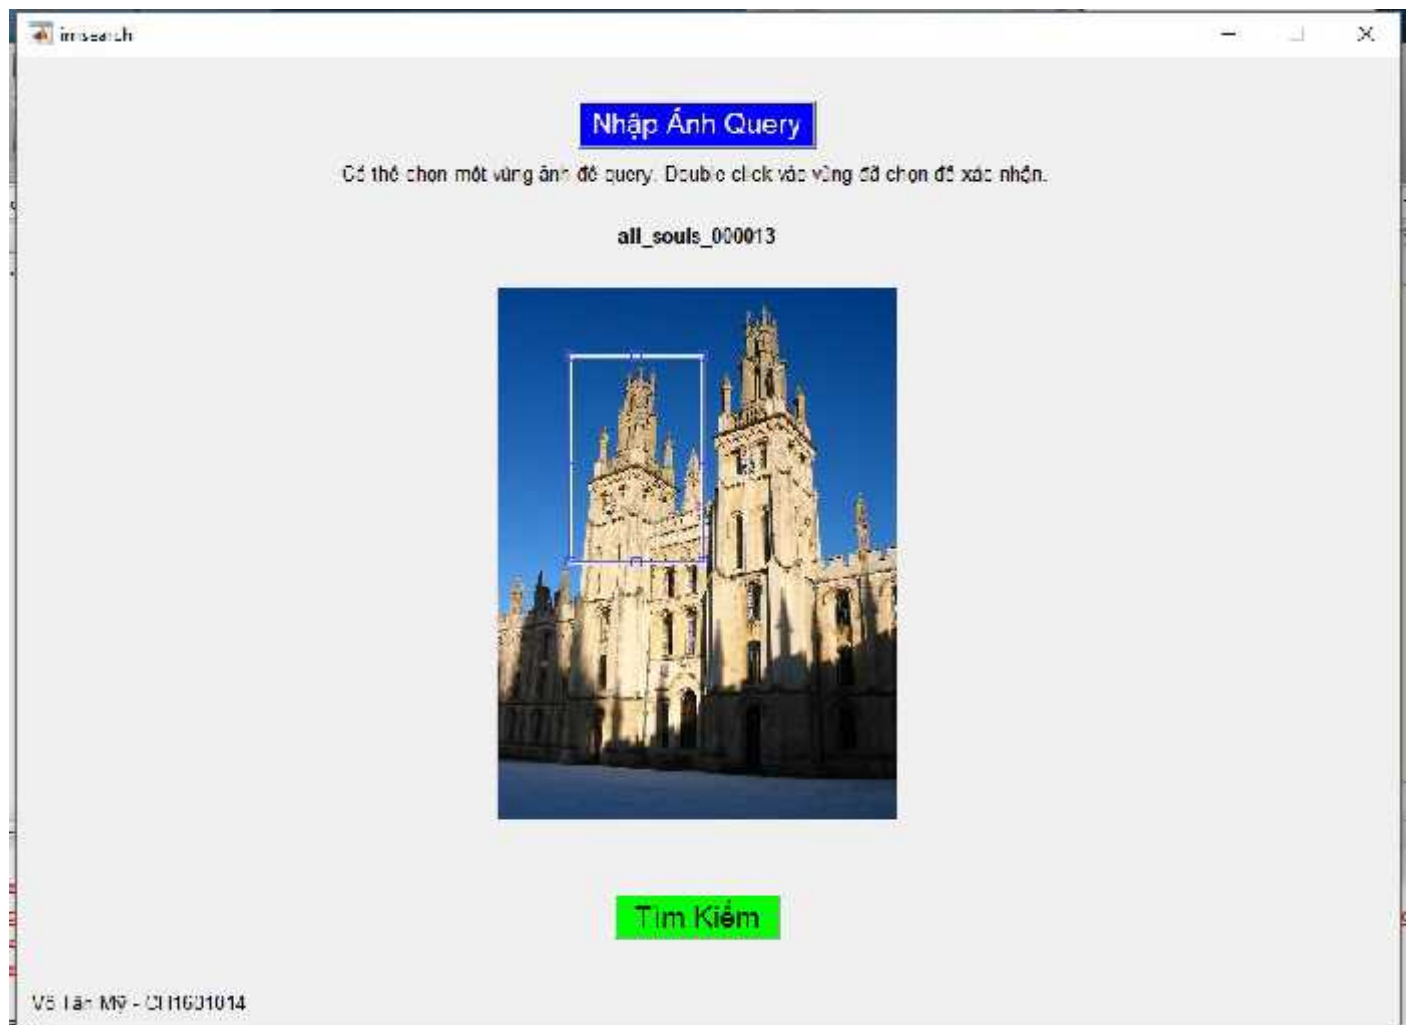 imsearch
Nhập Ảnh Query
Có thể chọn một vùng ảnh để query. Double click vào vùng đã chọn để xác nhận.
all_souls_000013
Tìm Kiếm
Võ Tấn Mỹ - CH1601014